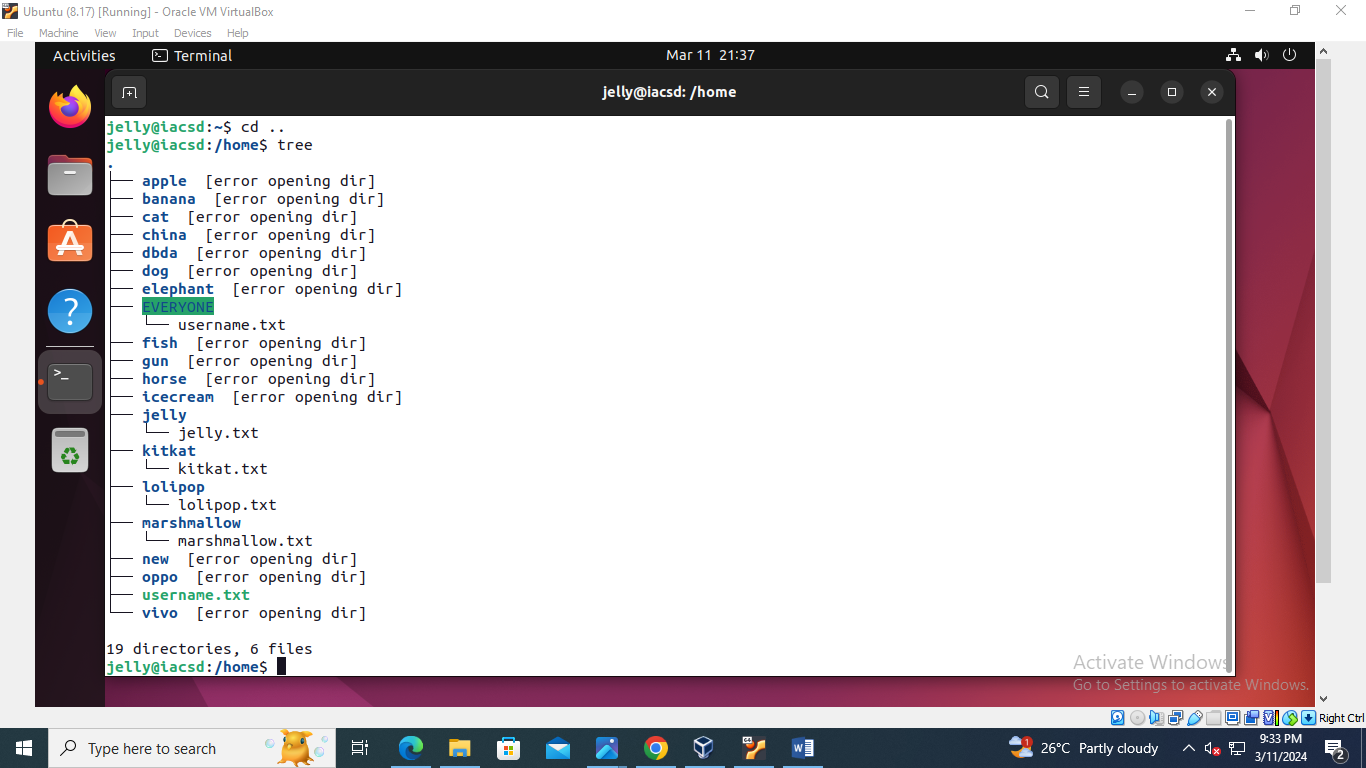 Ubuntu (8.17) [Running] - Oracle VM VirtualBox
File Machine View Input Devices Help
Activities Terminal Mar 11 21:37
jelly@iacsd: /home
jelly@iacsd:~$ cd ..
jelly@iacsd:/home$ tree
.
├── apple  [error opening dir]
├── banana  [error opening dir]
├── cat  [error opening dir]
├── china  [error opening dir]
├── dbda  [error opening dir]
├── dog  [error opening dir]
├── elephant  [error opening dir]
├── EVERYONE
│   └── username.txt
├── fish  [error opening dir]
├── gun  [error opening dir]
├── horse  [error opening dir]
├── icecream  [error opening dir]
├── jelly
│   └── jelly.txt
├── kitkat
│   └── kitkat.txt
├── lolipop
│   └── lolipop.txt
├── marshmallow
│   └── marshmallow.txt
├── new  [error opening dir]
├── oppo  [error opening dir]
├── username.txt
└── vivo  [error opening dir]
19 directories, 6 files
jelly@iacsd:/home$
Activate Windows
Go to Settings to activate Windows.
Right Ctrl
Type here to search
26°C Partly cloudy
9:33 PM
3/11/2024
1
2